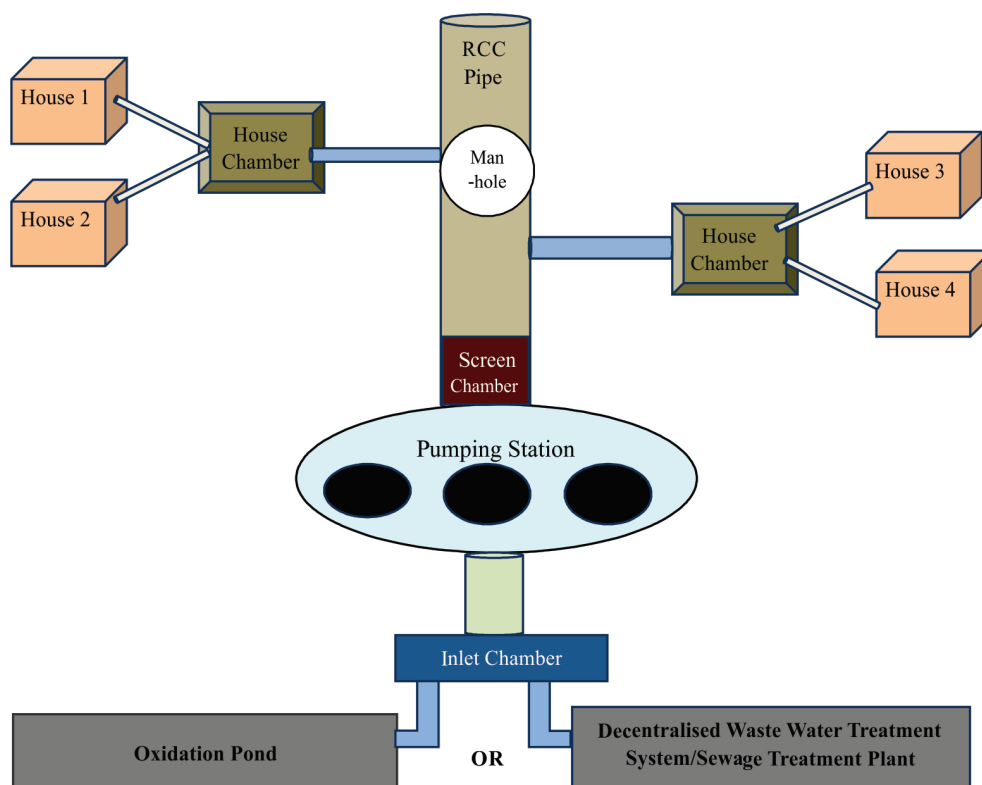 RCC
Pipe
House 1
House
Chamber
Man
-hole
House 2
House 3
House
Chamber
House 4
Screen
Chamber
Pumping Station
Inlet Chamber
Oxidation Pond
OR
Decentralised Waste Water Treatment
System/Sewage Treatment Plant